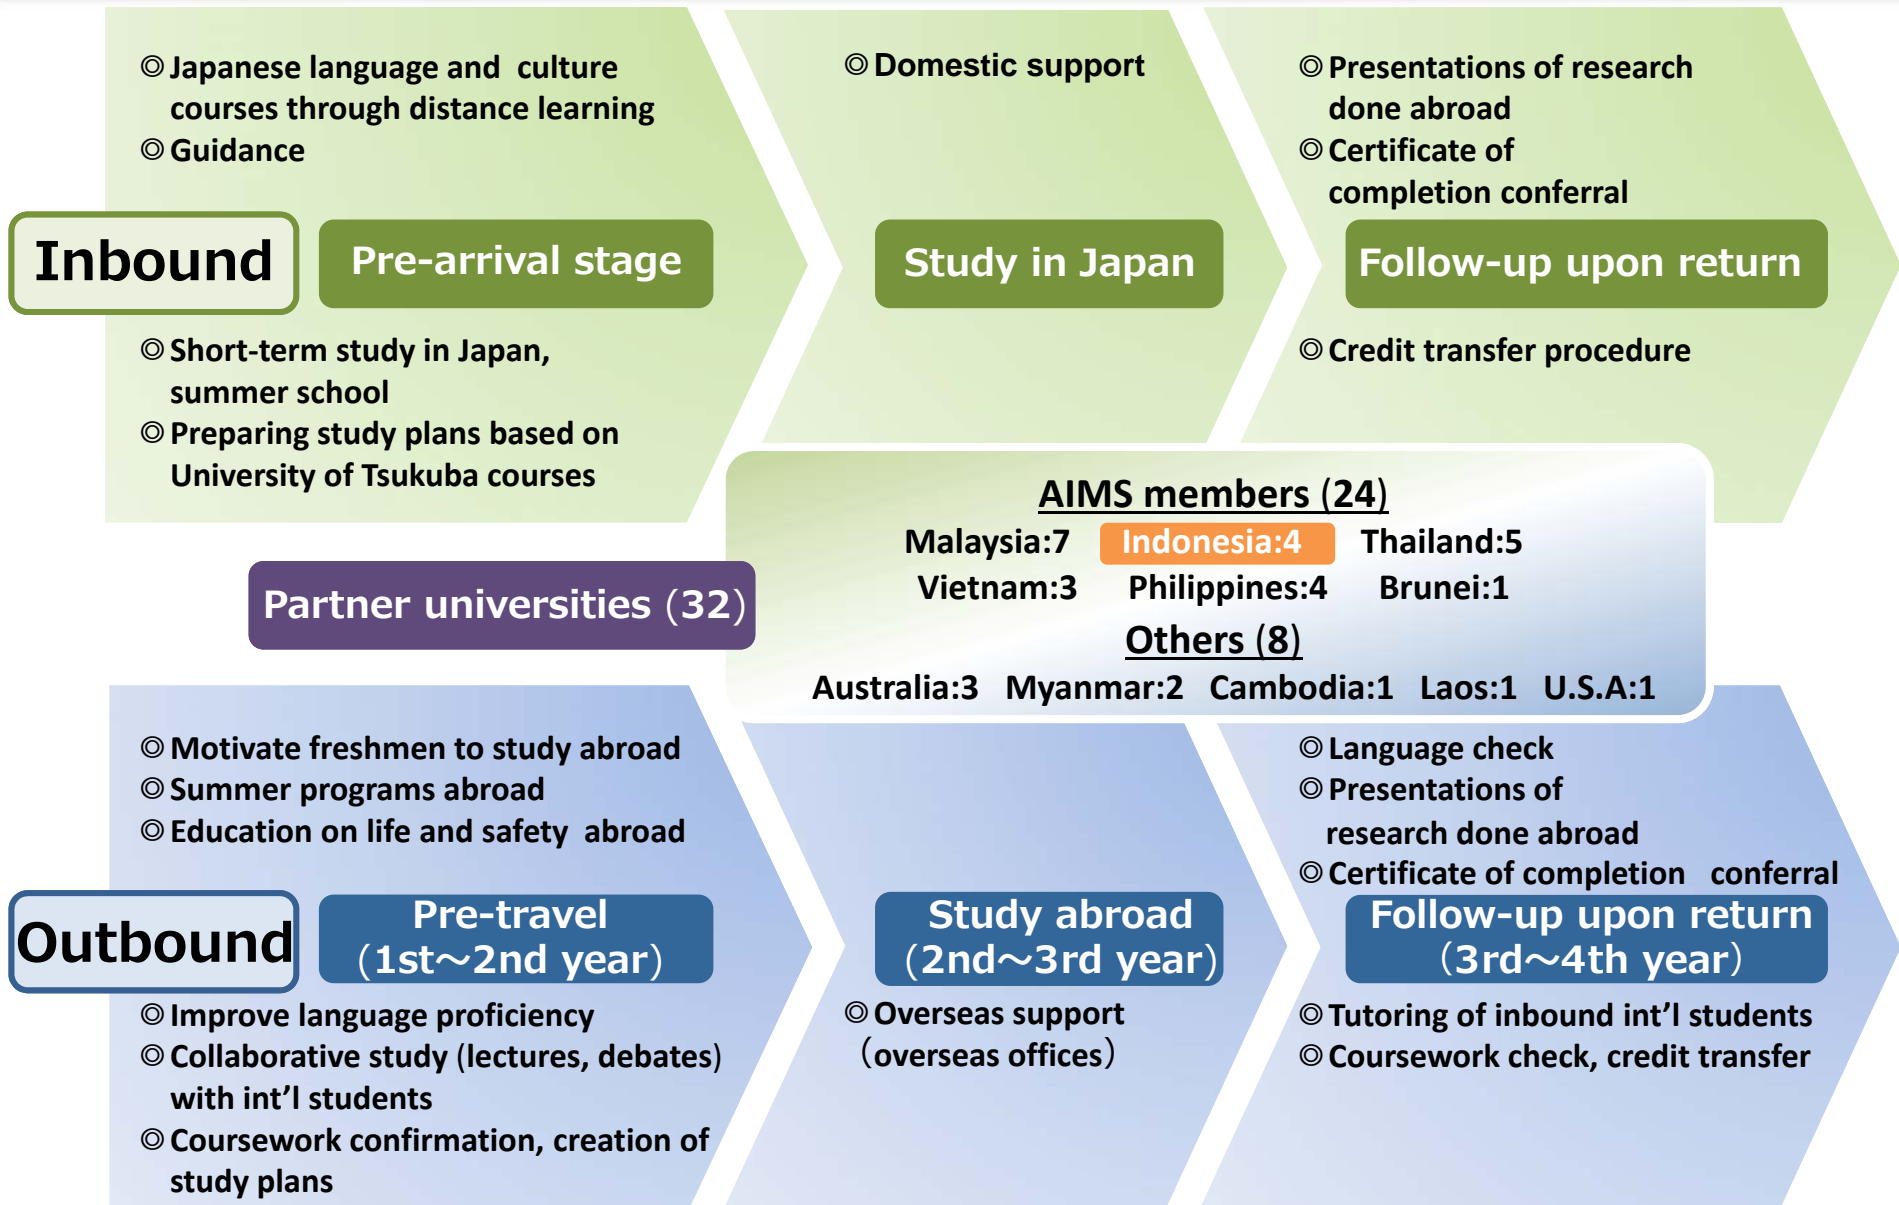 ◎ Japanese language and culture
courses through distance learning
◎ Guidance
Inbound
Pre-arrival stage
◎ Short-term study in Japan,
summer school
◎ Preparing study plans based on
University of Tsukuba courses
◎ Domestic support
Study in Japan
◎ Presentations of research
done abroad
◎ Certificate of
completion conferral
Follow-up upon return
◎ Credit transfer procedure
Partner universities (32)
AIMS members (24)
Malaysia:7 Indonesia:4 Thailand:5
Vietnam:3 Philippines:4 Brunei:1
Others (8)
Australia:3 Myanmar:2 Cambodia:1 Laos:1 U.S.A:1
◎ Motivate freshmen to study abroad
◎ Summer programs abroad
◎ Education on life and safety abroad
Outbound
Pre-travel
(1st～2nd year)
◎ Improve language proficiency
◎ Collaborative study (lectures, debates)
with int’l students
◎ Coursework confirmation, creation of
study plans
Study abroad
(2nd～3rd year)
◎ Overseas support
（overseas offices）
◎ Language check
◎ Presentations of
research done abroad
◎ Certificate of completion conferral
Follow-up upon return
（3rd～4th year）
◎ Tutoring of inbound int’l students
◎ Coursework check, credit transfer